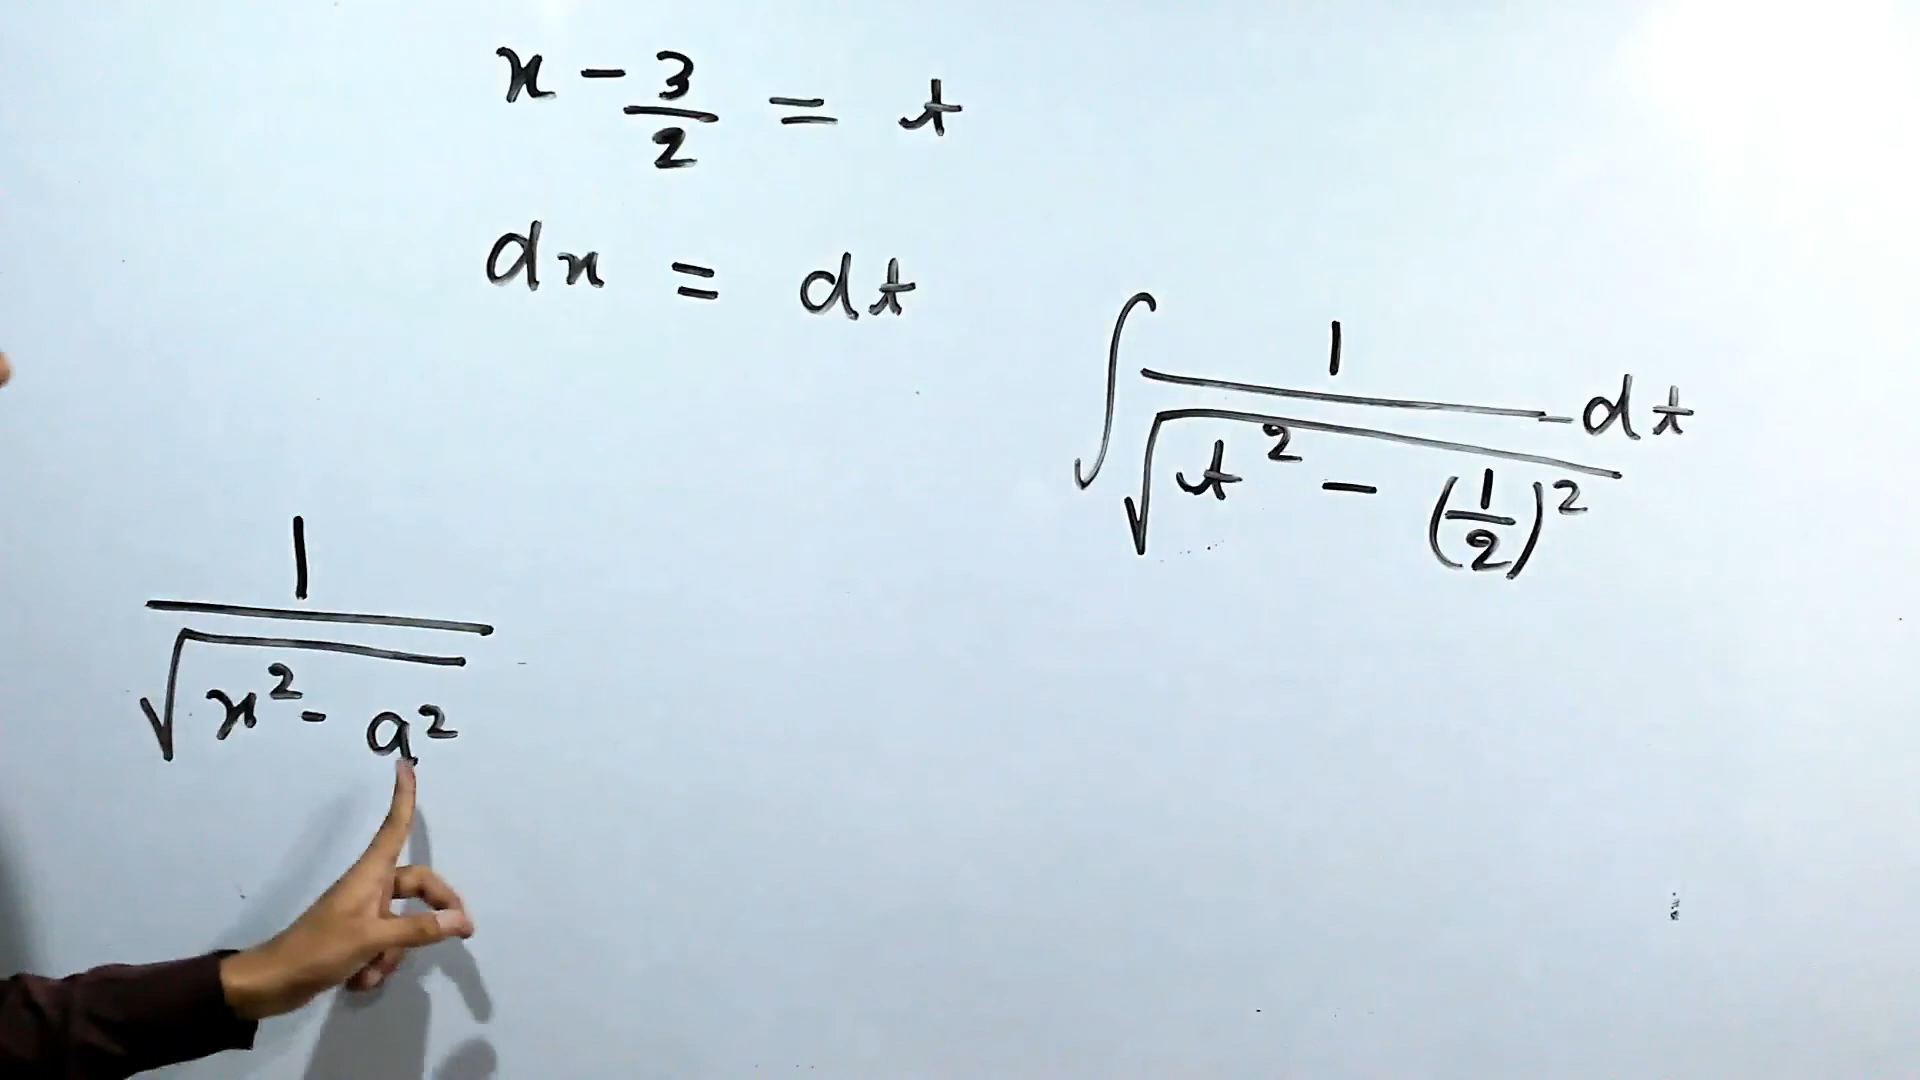 x - 3/2 = t
dx = dt
∫ 1/√(t² - (1/2)²) dt
1/√(x² - a²)